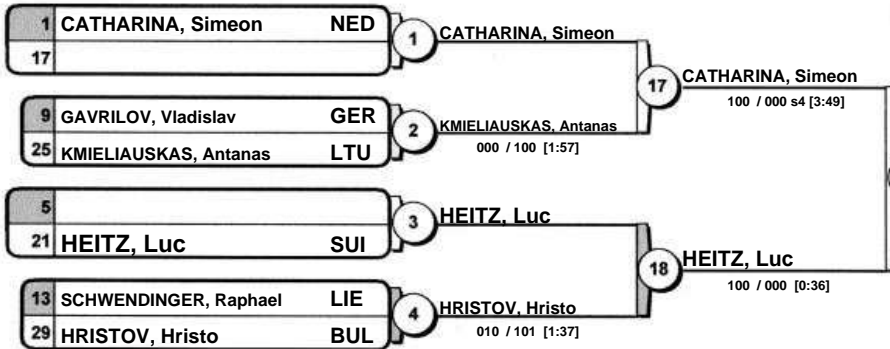 1 CATHARINA, Simeon NED
17
1
CATHARINA, Simeon
9 GAVRILOV, Vladislav GER
25 KMIELIAUSKAS, Antanas LTU
2
KMIELIAUSKAS, Antanas
000 / 100 [1:57]
17
CATHARINA, Simeon
100 / 000 s4 [3:49]
5
21 HEITZ, Luc SUI
3
HEITZ, Luc
13 SCHWENDINGER, Raphael LIE
29 HRISTOV, Hristo BUL
4
HRISTOV, Hristo
010 / 101 [1:37]
18
HEITZ, Luc
100 / 000 [0:36]